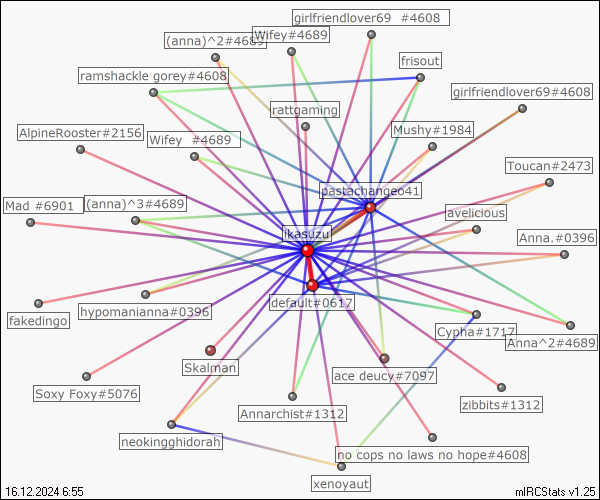 girlfriendlover69  #4608
(anna)^2#4689
Wifey#4689
frisout
ramshackle gorey#4608
girlfriendlover69#4608
rattgaming
Mushy#1984
AlpineRooster#2156
Wifey  #4689
Toucan#2473
pastachangeo41
Mad #6901
(anna)^3#4689
avelicious
ikasuzu
Anna.#0396
default#0617
fakedingo
hypomanianna#0396
Cypha#1717
Anna^2#4689
Skalman
ace deucy#7097
Soxy Foxy#5076
Annarchist#1312
zibbits#1312
neokingghidorah
no cops no laws no hope#4608
xenoyaut
16.12.2024 6:55
mIRCStats v1.25